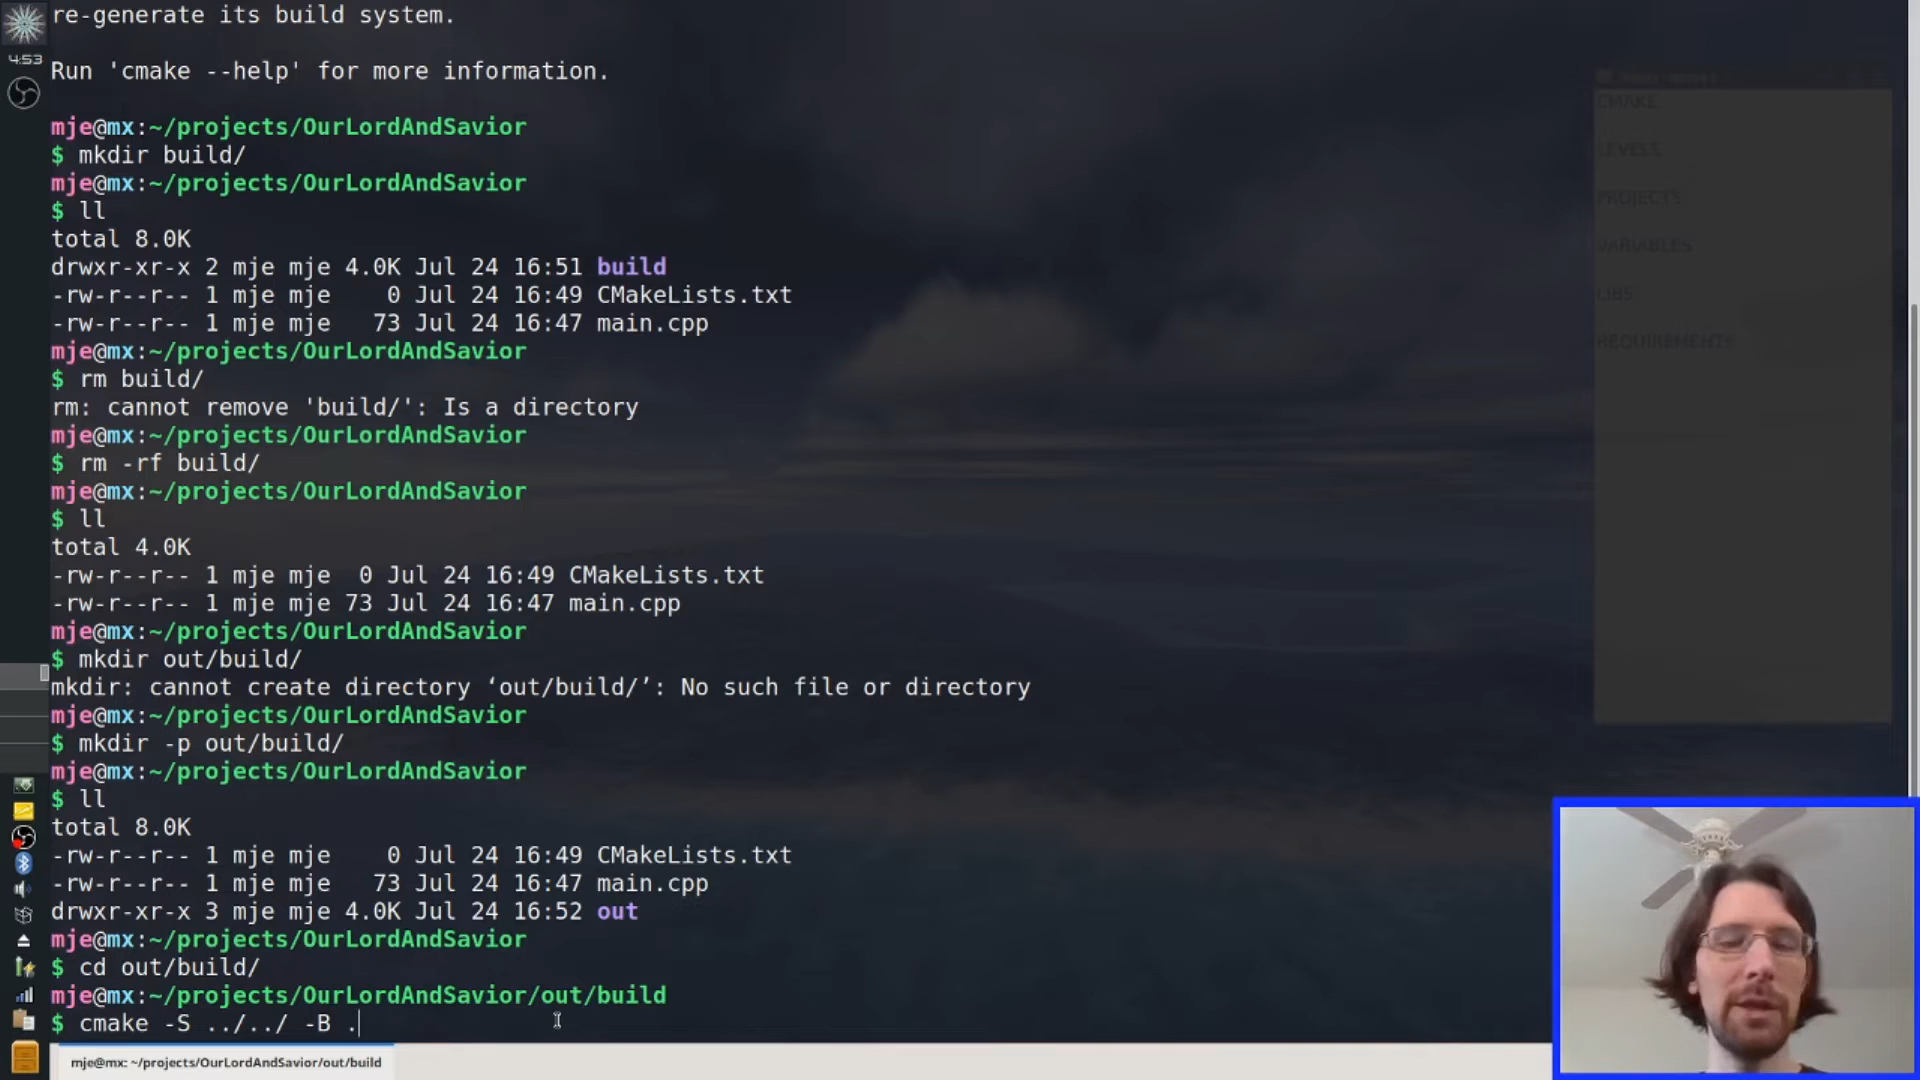 re-generate its build system.
4:53
Run 'cmake --help' for more information.
mje@mx:~/projects/OurLordAndSavior
$ mkdir build/
mje@mx:~/projects/OurLordAndSavior
$ ll
total 8.0K
drwxr-xr-x 2 mje mje 4.0K Jul 24 16:51 build
-rw-r--r-- 1 mje mje    0 Jul 24 16:49 CMakeLists.txt
-rw-r--r-- 1 mje mje   73 Jul 24 16:47 main.cpp
mje@mx:~/projects/OurLordAndSavior
$ rm build/
rm: cannot remove 'build/': Is a directory
mje@mx:~/projects/OurLordAndSavior
$ rm -rf build/
mje@mx:~/projects/OurLordAndSavior
$ ll
total 4.0K
-rw-r--r-- 1 mje mje  0 Jul 24 16:49 CMakeLists.txt
-rw-r--r-- 1 mje mje 73 Jul 24 16:47 main.cpp
mje@mx:~/projects/OurLordAndSavior
$ mkdir out/build/
mkdir: cannot create directory ‘out/build/’: No such file or directory
mje@mx:~/projects/OurLordAndSavior
$ mkdir -p out/build/
mje@mx:~/projects/OurLordAndSavior
$ ll
total 8.0K
-rw-r--r-- 1 mje mje    0 Jul 24 16:49 CMakeLists.txt
-rw-r--r-- 1 mje mje   73 Jul 24 16:47 main.cpp
drwxr-xr-x 3 mje mje 4.0K Jul 24 16:52 out
mje@mx:~/projects/OurLordAndSavior
$ cd out/build/
mje@mx:~/projects/OurLordAndSavior/out/build
$ cmake -S ../../ -B .
mje@mx: ~/projects/OurLordAndSavior/out/build
CMAKE
LEVELS
PROJECTS
VARIABLES
LIBS
REQUIREMENTS